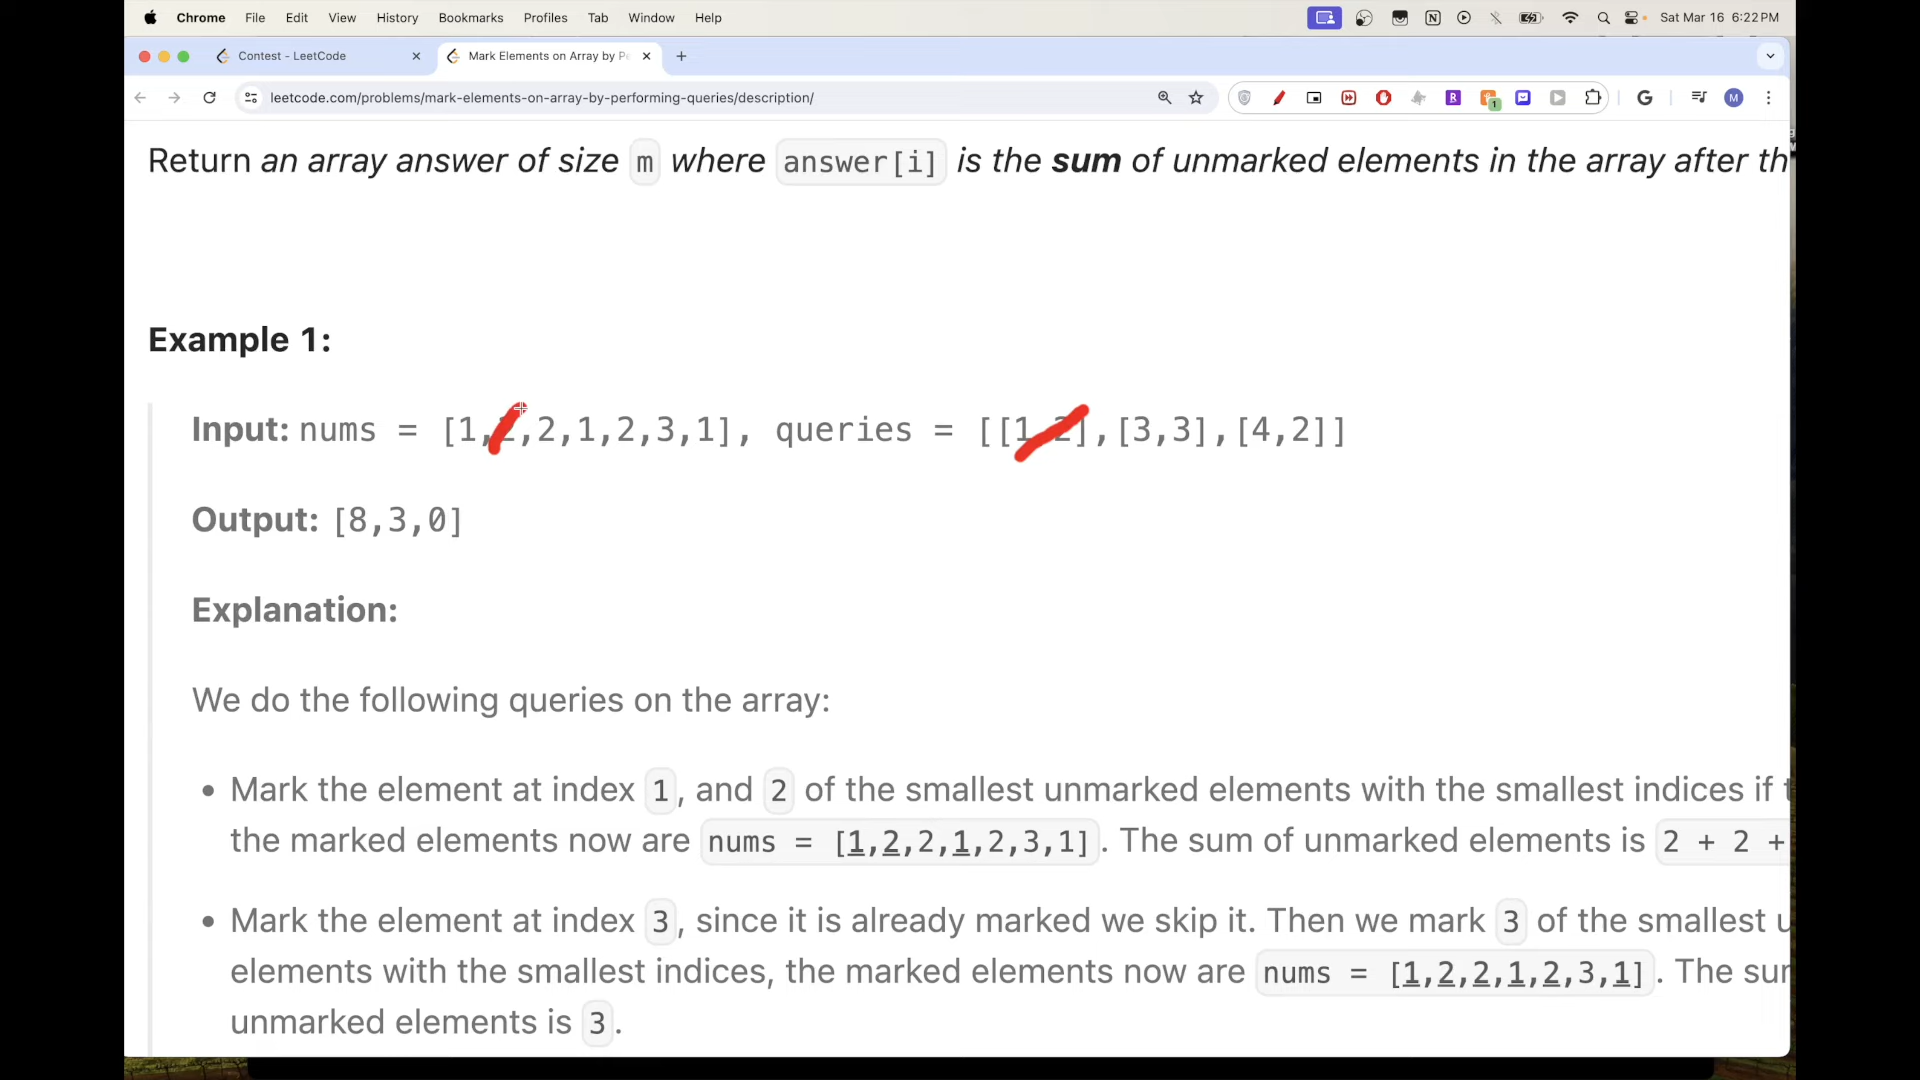 Chrome File Edit View History Bookmarks Profiles Tab Window Help Sat Mar 16 6:22 PM
Contest - LeetCode Mark Elements on Array by Pe
leetcode.com/problems/mark-elements-on-array-by-performing-queries/description/
Return an array answer of size m where answer[i] is the sum of unmarked elements in the array after th
Example 1:
Input: nums = [1,2,2,1,2,3,1], queries = [[1,2],[3,3],[4,2]]
Output: [8,3,0]
Explanation:
We do the following queries on the array:
• Mark the element at index 1, and 2 of the smallest unmarked elements with the smallest indices if t
the marked elements now are nums = [1,2,2,1,2,3,1]. The sum of unmarked elements is 2 + 2 +
• Mark the element at index 3, since it is already marked we skip it. Then we mark 3 of the smallest u
elements with the smallest indices, the marked elements now are nums = [1,2,2,1,2,3,1]. The sum
unmarked elements is 3.